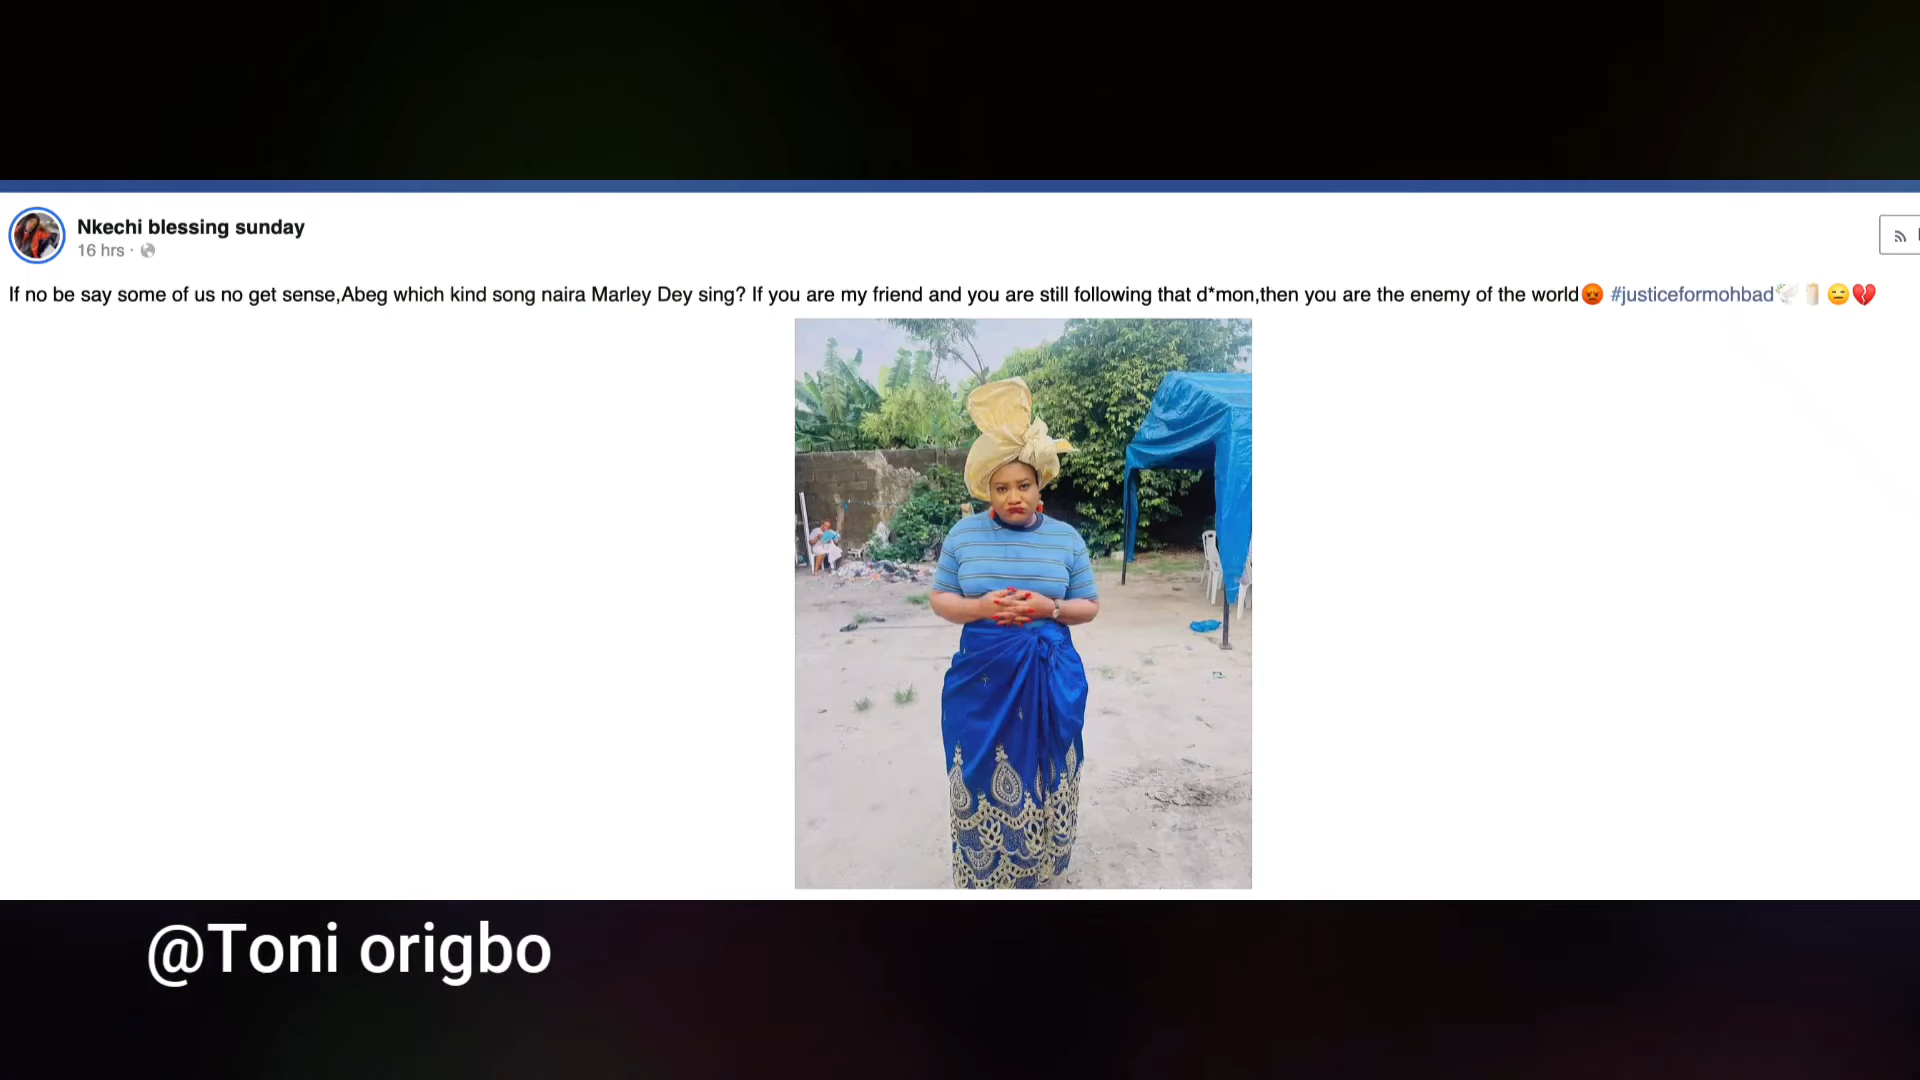 Nkechi blessing sunday
16 hrs ·
If no be say some of us no get sense,Abeg which kind song naira Marley Dey sing? If you are my friend and you are still following that d*mon,then you are the enemy of the world😡 #justiceformohbad🕊🕯😑💔
@Toni origbo